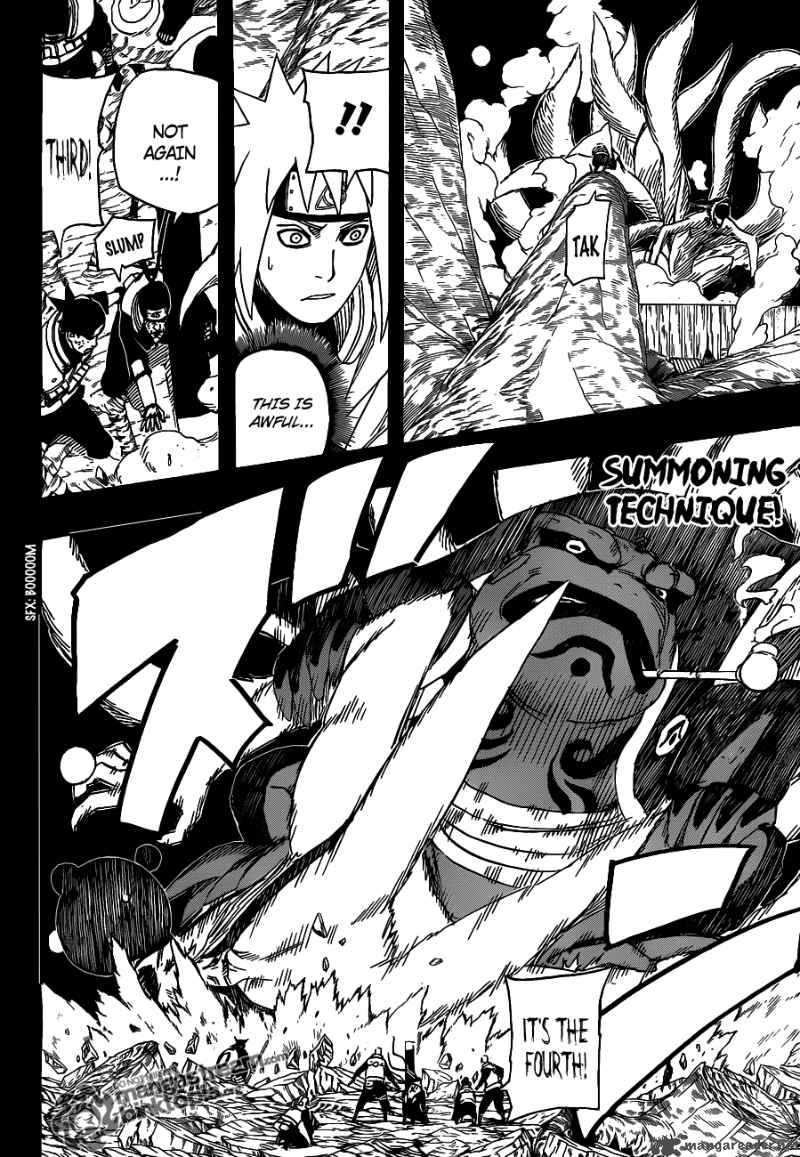 TAK
!!
THIS IS
AWFUL...
NOT
AGAIN
...!
THIRD!
SLUMP
SUMMONING
TECHNIQUE!
SFX: BOOOOOM
IT'S THE
FOURTH!
mangareader.net